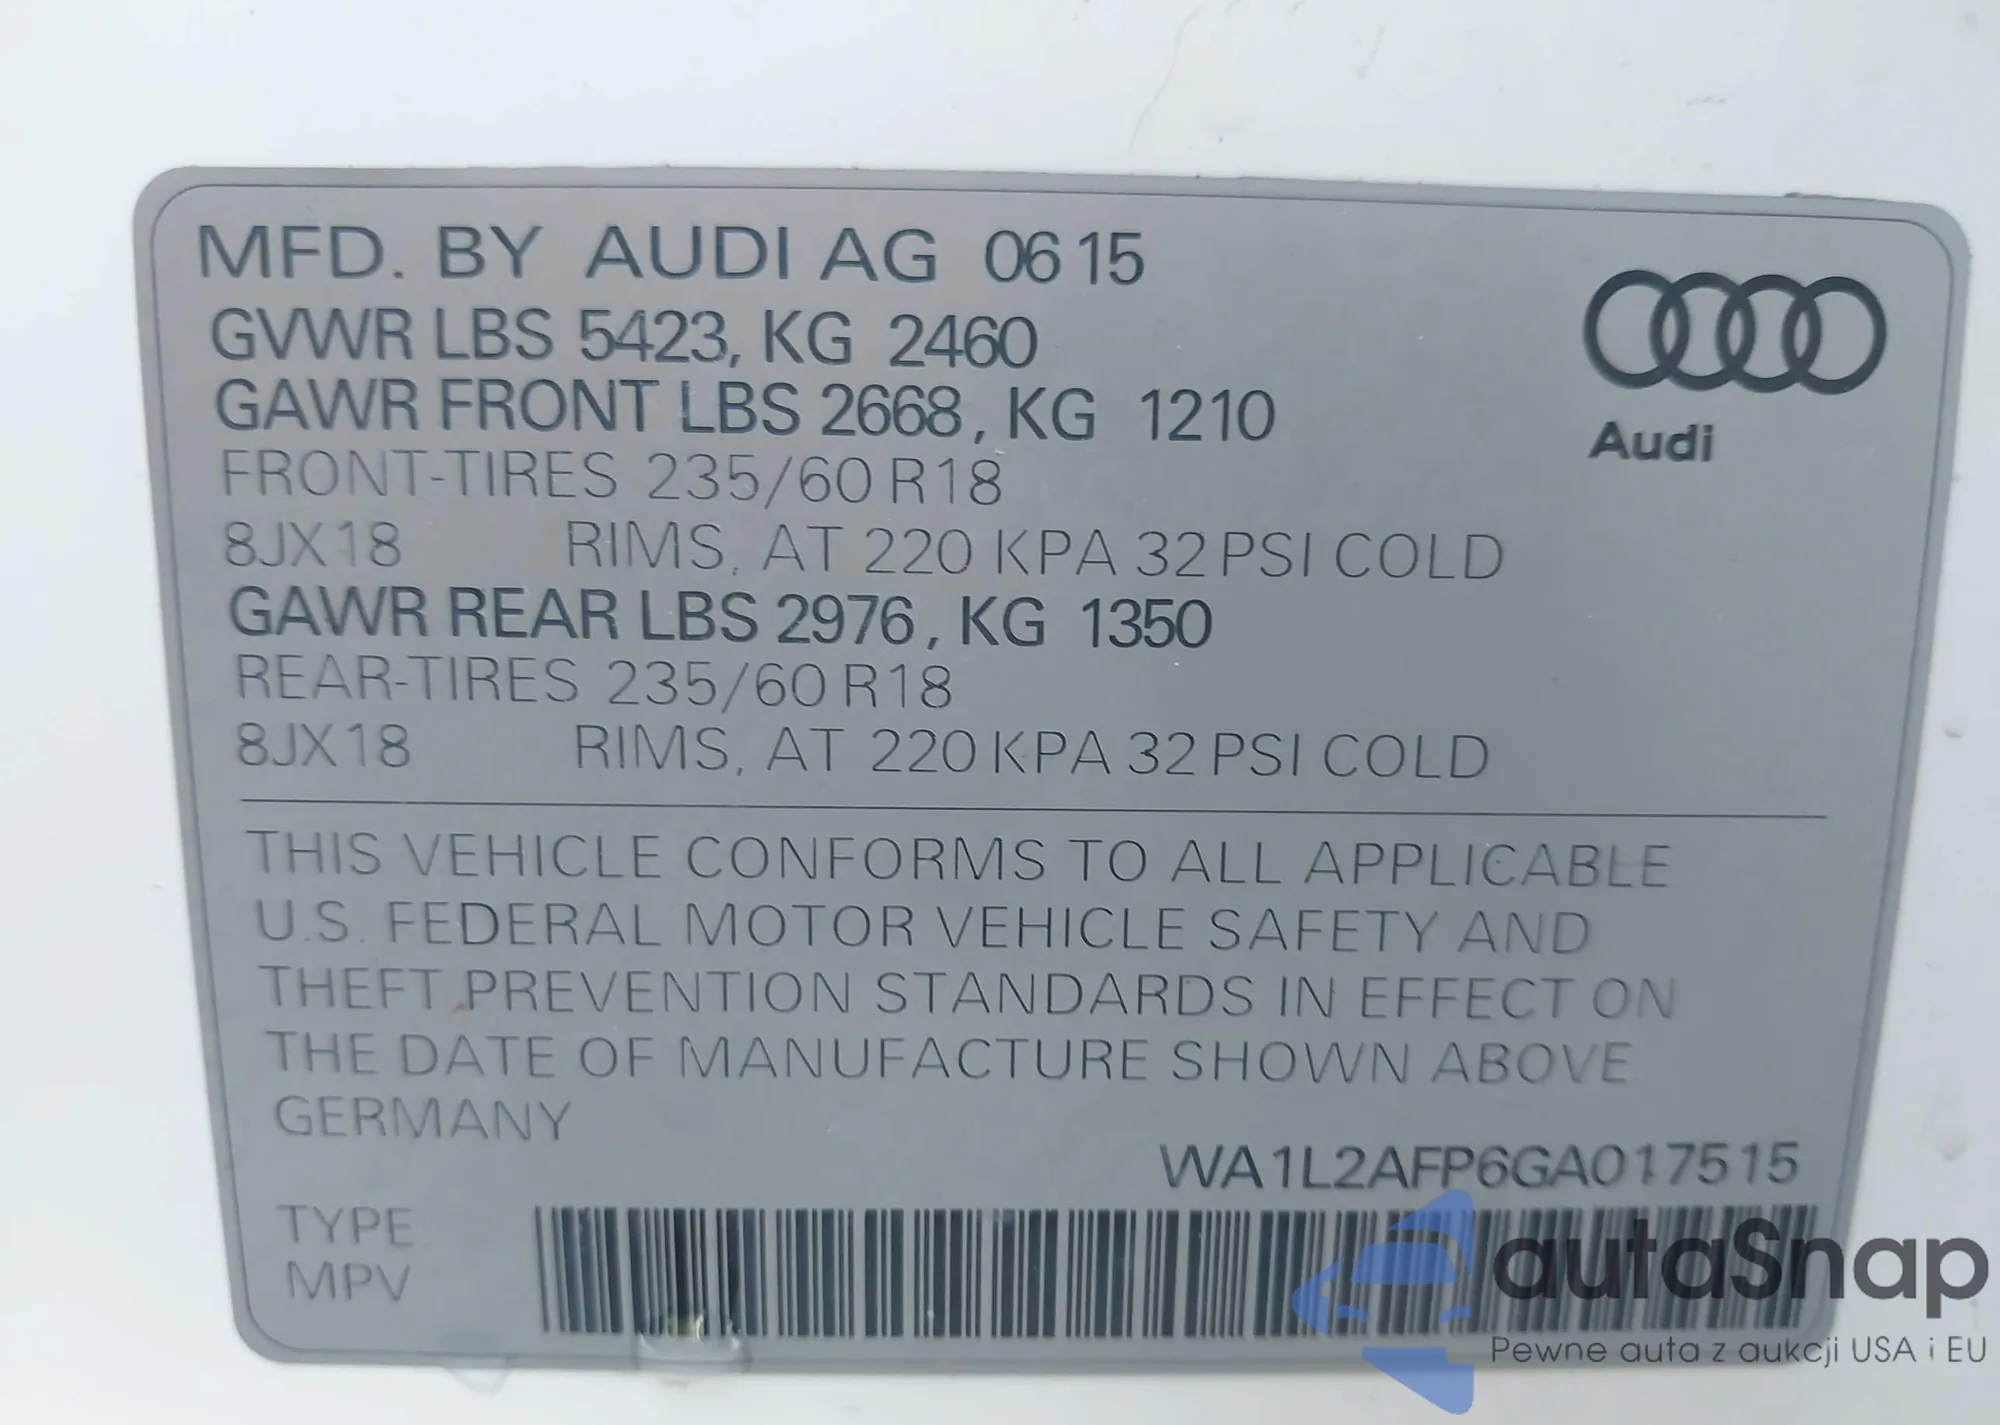 MFD. BY AUDI AG 06 15
GVWR LBS 5423, KG 2460
GAWR FRONT LBS 2668, KG 1210
FRONT-TIRES 235/60 R18
8JX18 RIMS, AT 220 KPA 32 PSI COLD
GAWR REAR LBS 2976, KG 1350
REAR-TIRES 235/60 R18
8JX18 RIMS, AT 220 KPA 32 PSI COLD
Audi
THIS VEHICLE CONFORMS TO ALL APPLICABLE
U.S. FEDERAL MOTOR VEHICLE SAFETY AND
THEFT PREVENTION STANDARDS IN EFFECT ON
THE DATE OF MANUFACTURE SHOWN ABOVE
GERMANY
WA1L2AFP6GA017515
TYPE
MPV
autaSnap
Pewne auta z aukcji USA i EU